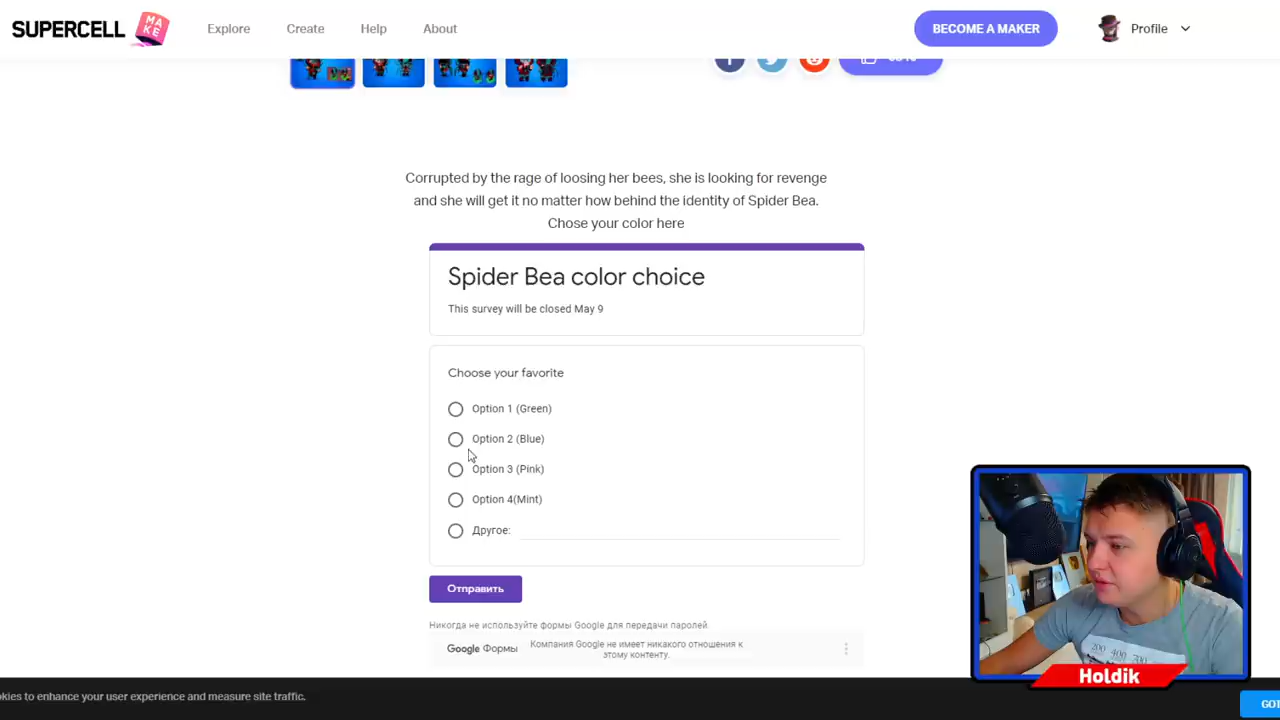 SUPERCELL MAKE
Explore
Create
Help
About
BECOME A MAKER
Profile
Corrupted by the rage of loosing her bees, she is looking for revenge
and she will get it no matter how behind the identity of Spider Bea.
Chose your color here
Spider Bea color choice
This survey will be closed May 9
Choose your favorite
Option 1 (Green)
Option 2 (Blue)
Option 3 (Pink)
Option 4(Mint)
Другое:
Отправить
Никогда не используйте формы Google для передачи паролей.
Google Формы
Компания Google не имеет никакого отношения к
этому контенту.
Holdik
kies to enhance your user experience and measure site traffic.